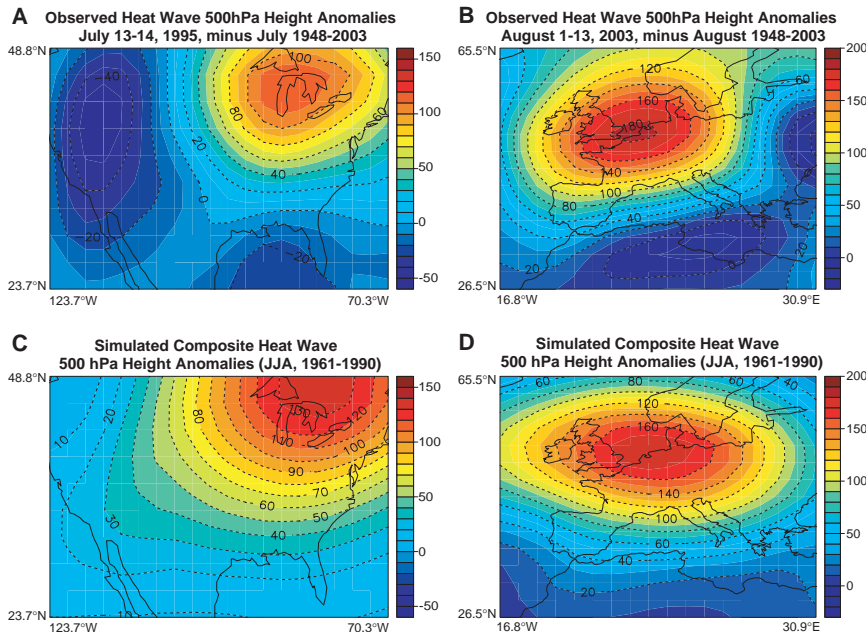 A
Observed Heat Wave 500hPa Height Anomalies
July 13-14, 1995, minus July 1948-2003
48.8°N
23.7°N
123.7°W
70.3°W
-40
-20
20
0
80
100
60
40
-20
150
100
50
0
-50
B
Observed Heat Wave 500hPa Height Anomalies
August 1-13, 2003, minus August 1948-2003
65.5°N
26.5°N
16.8°W
30.9°E
120
160
180
60
140
100
80
40
20
0
20
200
150
100
50
0
C
Simulated Composite Heat Wave
500 hPa Height Anomalies (JJA, 1961-1990)
48.8°N
23.7°N
123.7°W
70.3°W
10
20
30
80
130
120
110
100
90
70
60
50
40
10
150
100
50
0
-50
D
Simulated Composite Heat Wave
500 hPa Height Anomalies (JJA, 1961-1990)
65.5°N
26.5°N
16.8°W
30.9°E
60
80
40
120
160
140
100
60
40
20
200
150
100
50
0